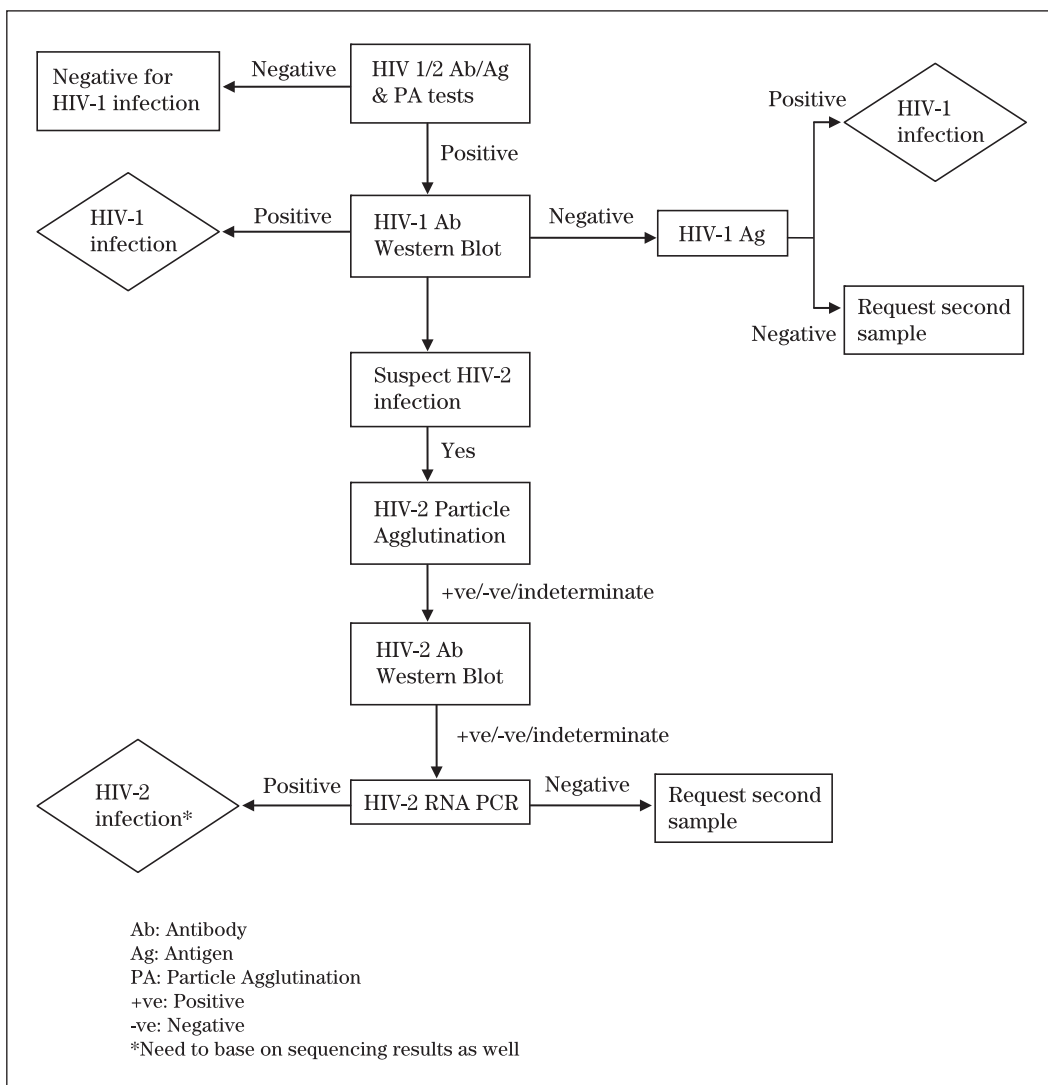 Negative for
HIV-1 infection
Negative
HIV 1/2 Ab/Ag
& PA tests
Positive
HIV-1
infection
Positive
HIV-1
infection
Positive
HIV-1 Ab
Western Blot
Negative
HIV-1 Ag
Negative
Request second
sample
Suspect HIV-2
infection
Yes
HIV-2 Particle
Agglutination
+ve/-ve/indeterminate
HIV-2 Ab
Western Blot
+ve/-ve/indeterminate
HIV-2
infection*
Positive
HIV-2 RNA PCR
Negative
Request second
sample
Ab: Antibody
Ag: Antigen
PA: Particle Agglutination
+ve: Positive
-ve: Negative
*Need to base on sequencing results as well